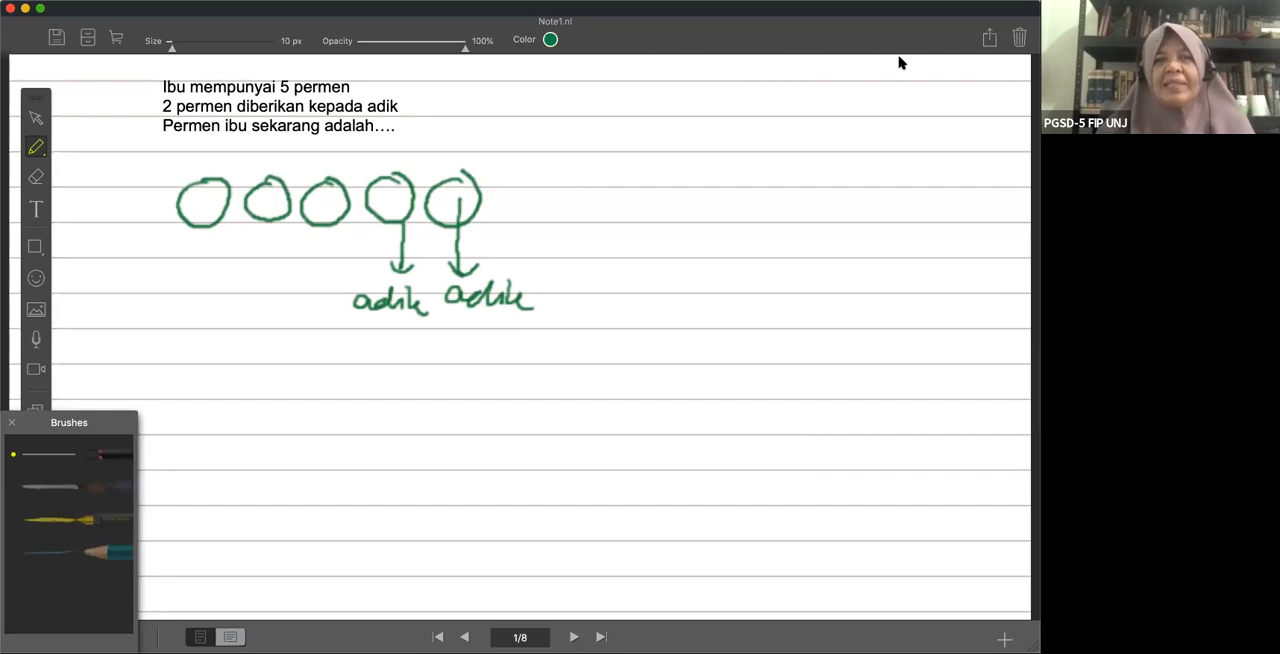 Note1.nl
Size 10 px Opacity 100% Color
PGSD-5 FIP UNJ
Ibu mempunyai 5 permen
2 permen diberikan kepada adik
Permen ibu sekarang adalah....
adik adik
T
Brushes
1/8